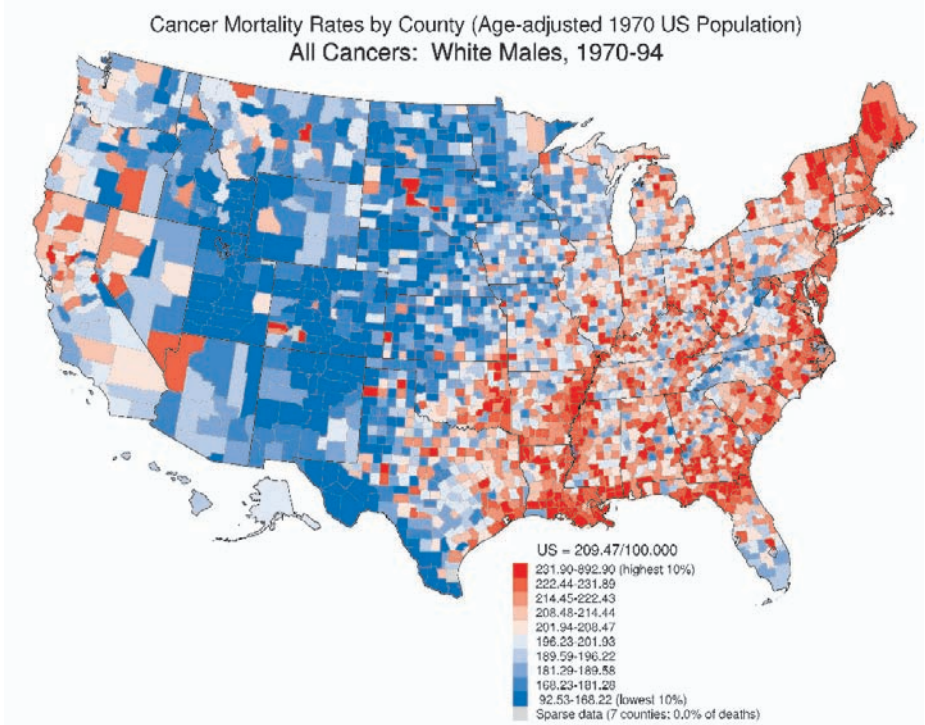 Cancer Mortality Rates by County (Age-adjusted 1970 US Population)
All Cancers: White Males, 1970-94
US = 209.47/100.000
231.90-892.90 (highest 10%)
222.44-231.89
214.45-222.43
208.48-214.44
201.94-208.47
196.23-201.93
189.59-196.22
181.29-189.58
168.23-181.28
92.53-168.22 (lowest 10%)
Sparse data (7 counties; 0.0% of deaths)